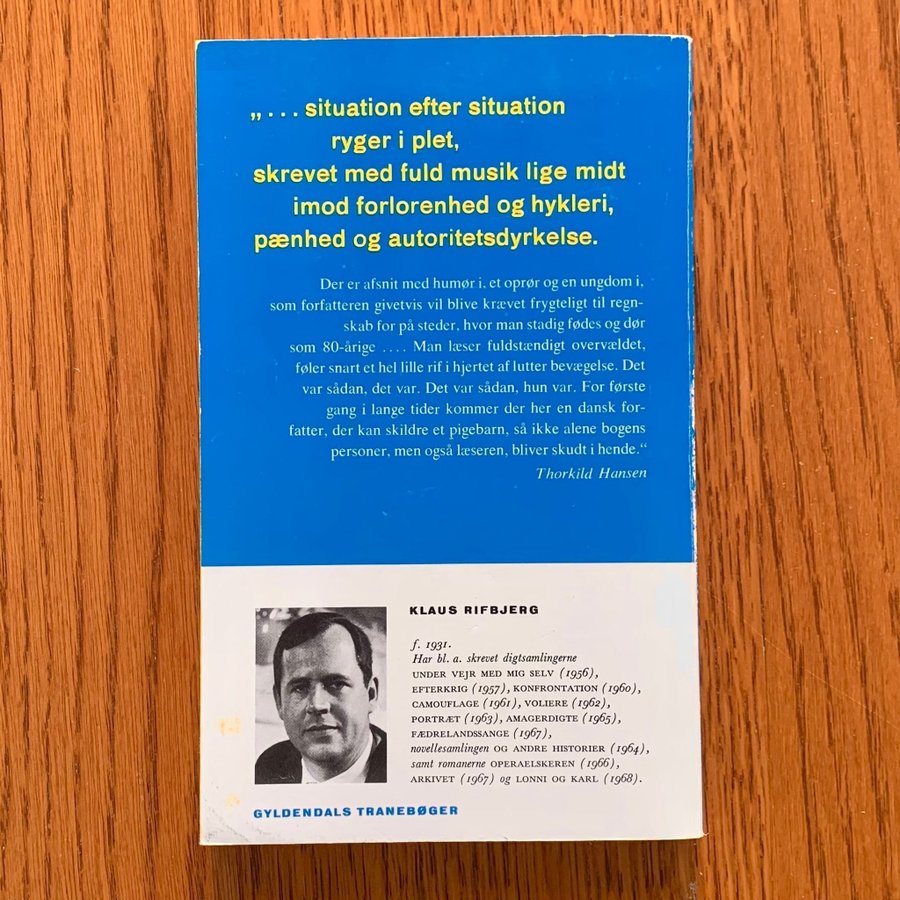 „... situation efter situation
ryger i plet,
skrevet med fuld musik lige midt
imod forlorenhed og hykleri,
pænhed og autoritetsdyrkelse.
Der er afsnit med humør i, et oprør og en ungdom i,
som forfatteren givetvis vil blive krævet frygteligt til regn-
skab for på steder, hvor man stadig fødes og dør
som 80-årige .... Man læser fuldstændigt overvældet,
føler snart et hel lille rif i hjertet af lutter bevægelse. Det
var sådan, det var. Det var sådan, hun var. For første
gang i lange tider kommer der her en dansk for-
fatter, der kan skildre et pigebarn, så ikke alene bogens
personer, men også læseren, bliver skudt i hende.“
Thorkild Hansen
KLAUS RIFBJERG
f. 1931.
Har bl. a. skrevet digtsamlingerne
UNDER VEJR MED MIG SELV (1956),
EFTERKRIG (1957), KONFRONTATION (1960),
CAMOUFLAGE (1961), VOLIERE (1962),
PORTRÆT (1963), AMAGERDIGTE (1965),
FÆDRELANDSSANGE (1967),
novellesamlingen OG ANDRE HISTORIER (1964),
samt romanerne OPERAELSKEREN (1966),
ARKIVET (1967) og LONNI OG KARL (1968).
GYLDENDALS TRANEBØGER